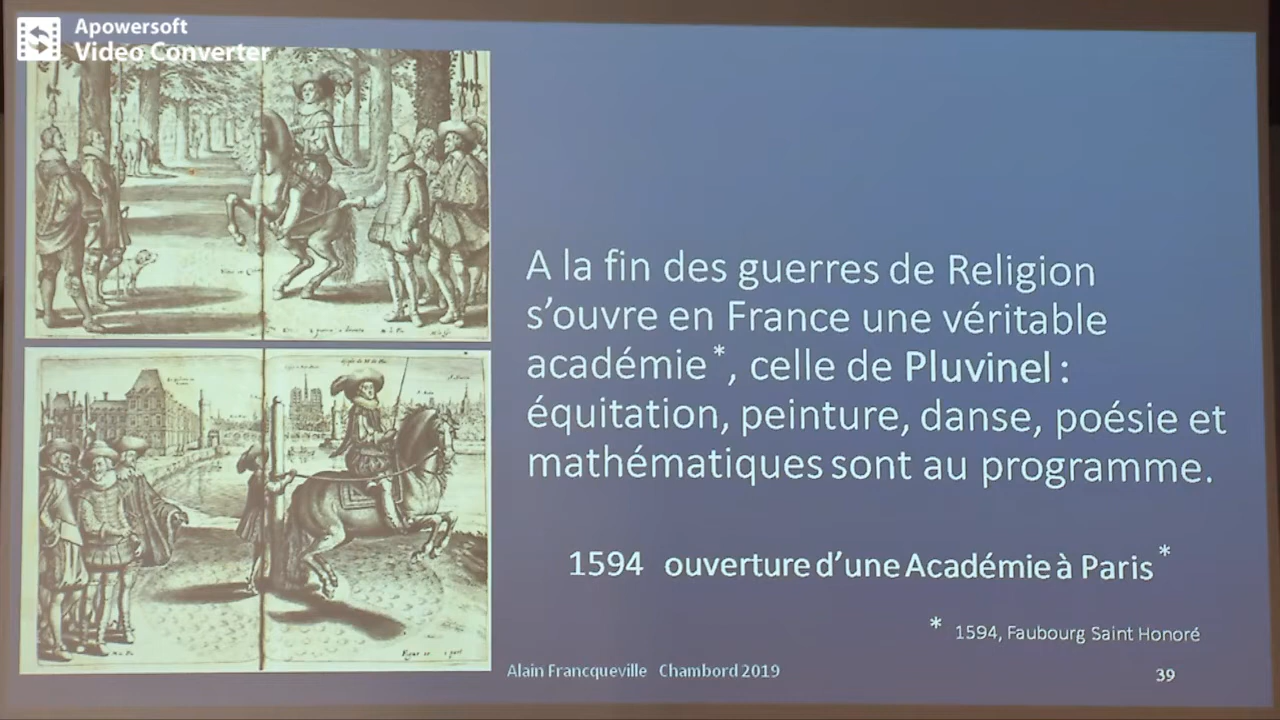 Apowersoft
Video Converter
A la fin des guerres de Religion
s'ouvre en France une véritable
académie*, celle de Pluvinel :
équitation, peinture, danse, poésie et
mathématiques sont au programme.
1594 ouverture d'une Académie à Paris*
* 1594, Faubourg Saint Honoré
Alain Francqueville Chambord 2019
39